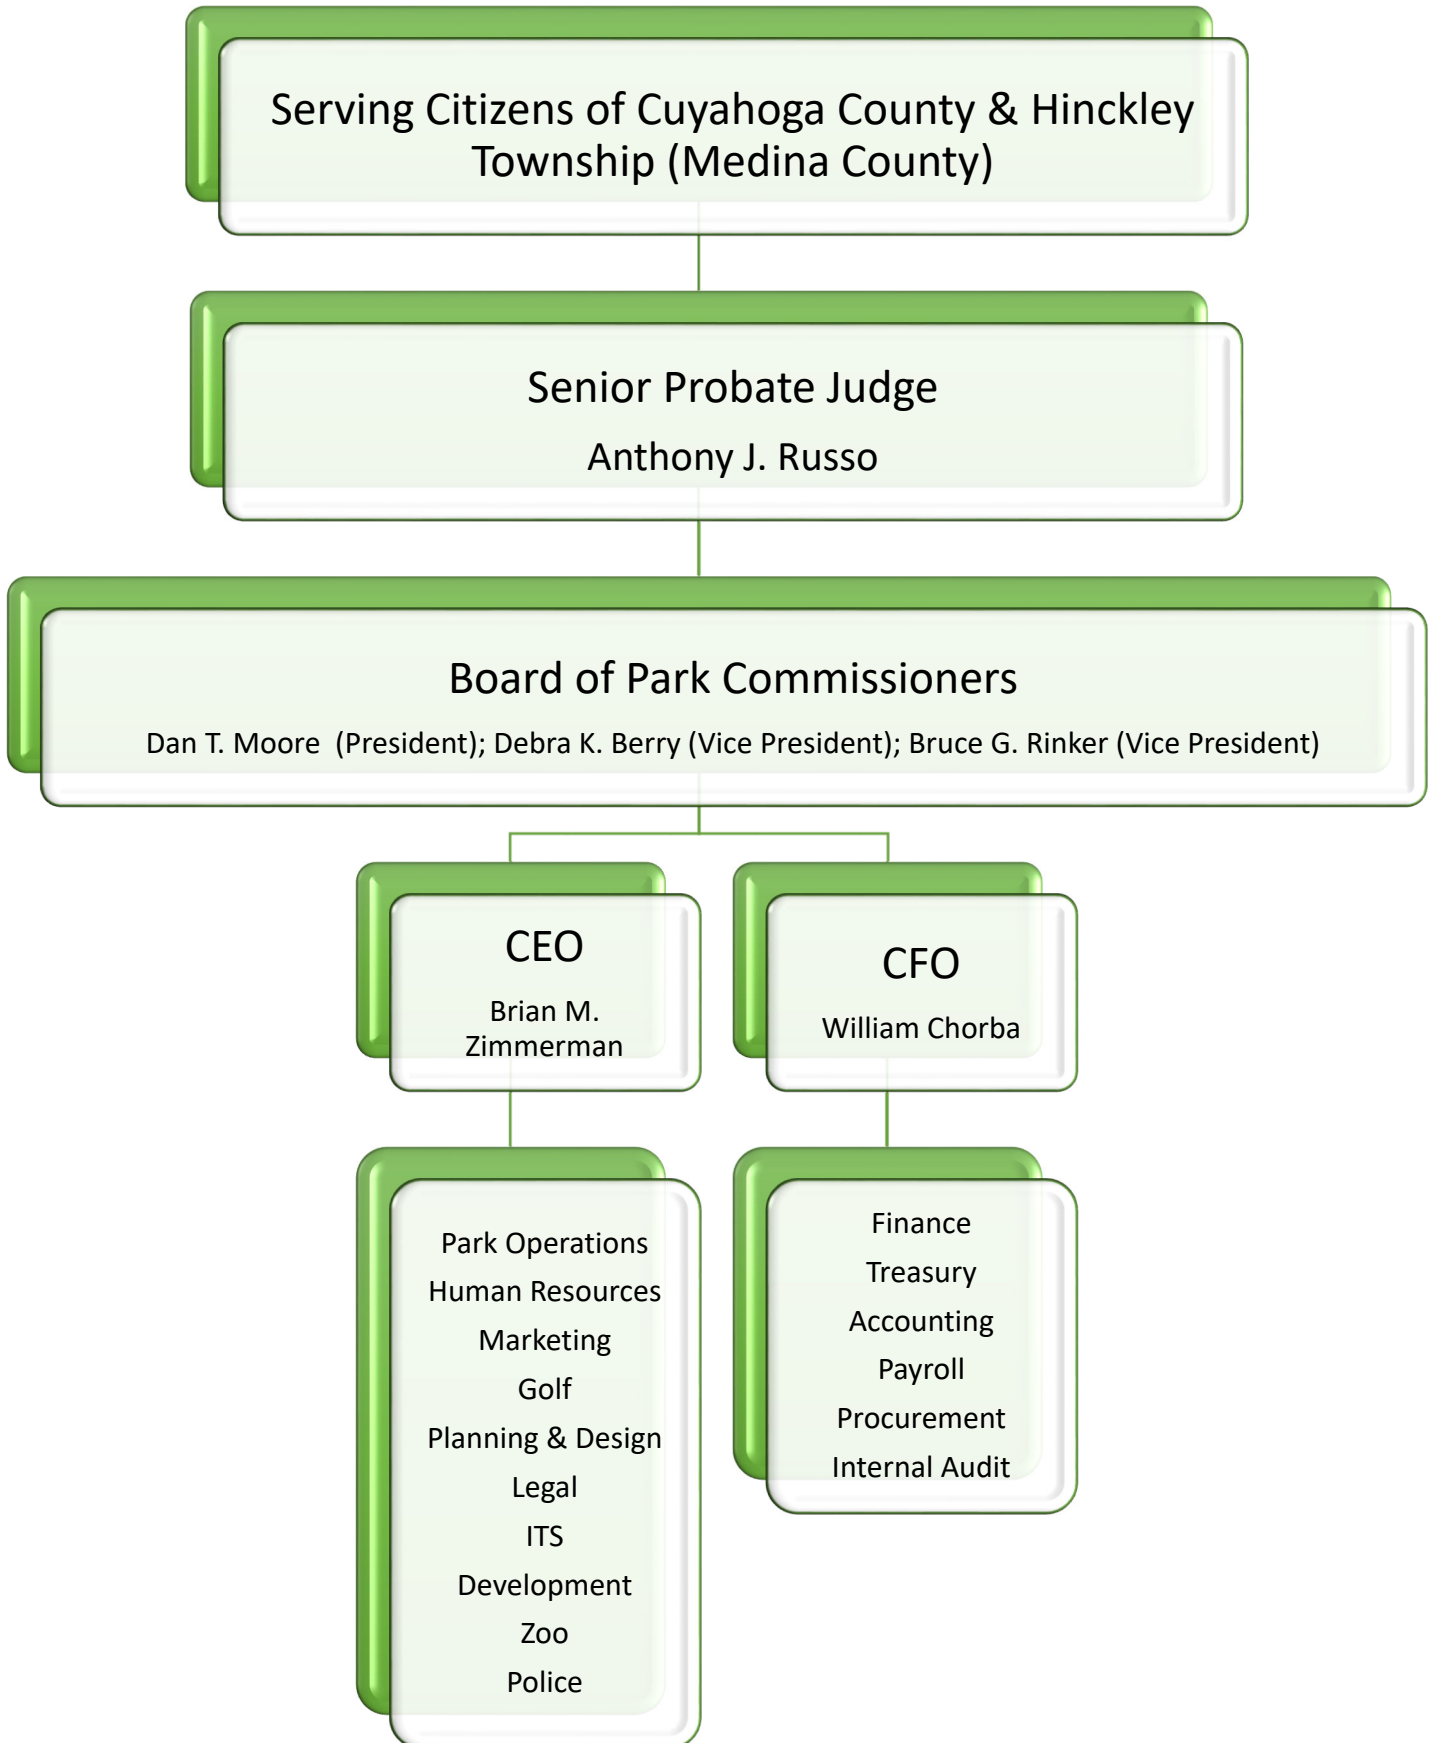 Serving Citizens of Cuyahoga County & Hinckley
Township (Medina County)
Senior Probate Judge
Anthony J. Russo
Board of Park Commissioners
Dan T. Moore  (President); Debra K. Berry (Vice President); Bruce G. Rinker (Vice President)
CEO
Brian M.
Zimmerman
CFO
William Chorba
Park Operations
Human Resources
Marketing
Golf
Planning & Design
Legal
ITS
Development
Zoo
Police
Finance
Treasury
Accounting
Payroll
Procurement
Internal Audit